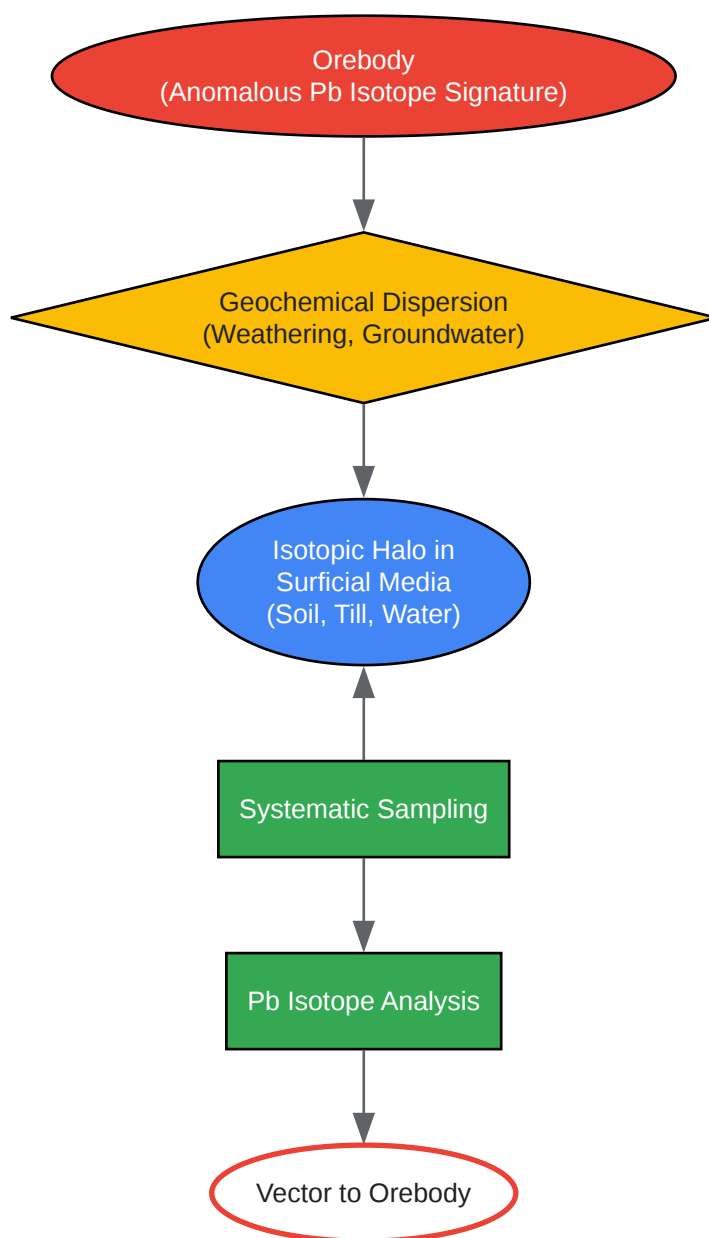 Orebody
(Anomalous Pb Isotope Signature)
Geochemical Dispersion
(Weathering, Groundwater)
Isotopic Halo in
Surficial Media
(Soil, Till, Water)
Systematic Sampling
Pb Isotope Analysis
Vector to Orebody